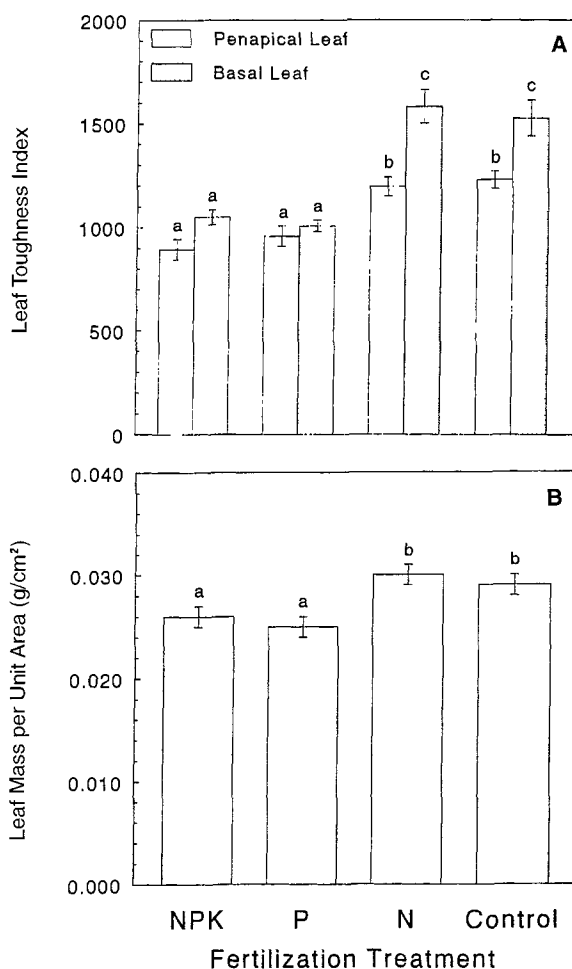 2000
A
Penapical Leaf
Basal Leaf
c
c
1500
b
b
a
a
a
a
1000
500
0
Leaf Toughness Index
0.040
B
b
b
0.030
a
a
0.020
0.010
0.000
Leaf Mass per Unit Area (g/cm²)
NPK P N Control
Fertilization Treatment